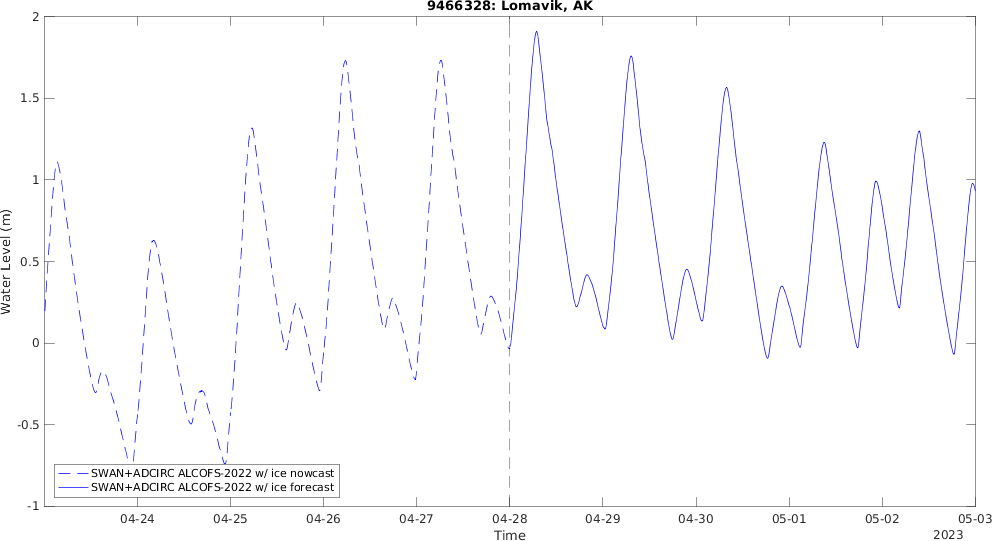 9466328: Lomavik, AK
2
1.5
1
0.5
0
-0.5
-1
Water Level (m)
SWAN+ADCIRC ALCOFS-2022 w/ ice nowcast
SWAN+ADCIRC ALCOFS-2022 w/ ice forecast
04-24 04-25 04-26 04-27 04-28 04-29 04-30 05-01 05-02 05-03
Time
2023